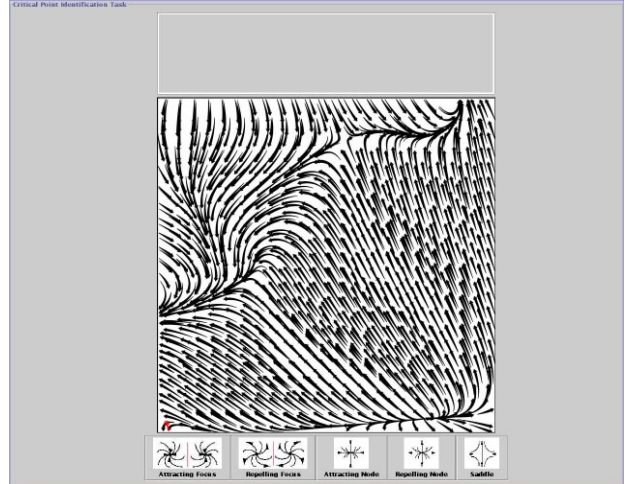 Critical Point Identification Task
Attracting Focus
Repelling Focus
Attracting Node
Repelling Node
Saddle